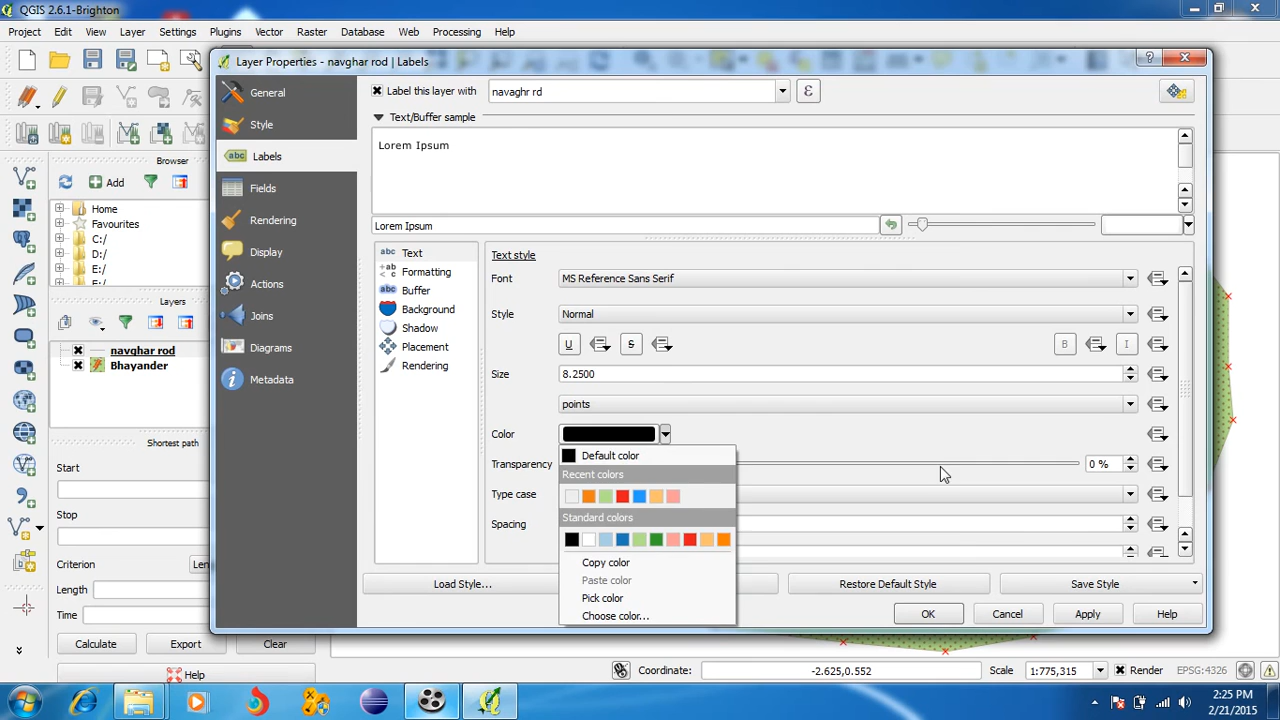 QGIS 2.6.1-Brighton
Project Edit View Layer Settings Plugins Vector Raster Database Web Processing Help
Layer Properties - navghar rod | Labels
General
Style
Labels
Fields
Rendering
Display
Actions
Joins
Diagrams
Metadata
Label this layer with navaghr rd ε
Text/Buffer sample
Lorem Ipsum
Lorem Ipsum
abc Text
Formatting
abc Buffer
Background
Shadow
Placement
Rendering
Text style
Font MS Reference Sans Serif
Style Normal
U S B I
Size 8.2500
points
Color
Transparency 0 %
Type case
Spacing
Default color
Recent colors
Standard colors
Copy color
Paste color
Pick color
Choose color...
Load Style... Restore Default Style Save Style
OK Cancel Apply Help
Browser
Add
Home
Favourites
C:/
D:/
E:/
Layers
navghar rod
Bhayander
Shortest path
Start
Stop
Criterion
Length
Time
Calculate Export Clear
Help
Coordinate: -2.625,0.552 Scale 1:775,315 Render EPSG:4326
2:25 PM
2/21/2015